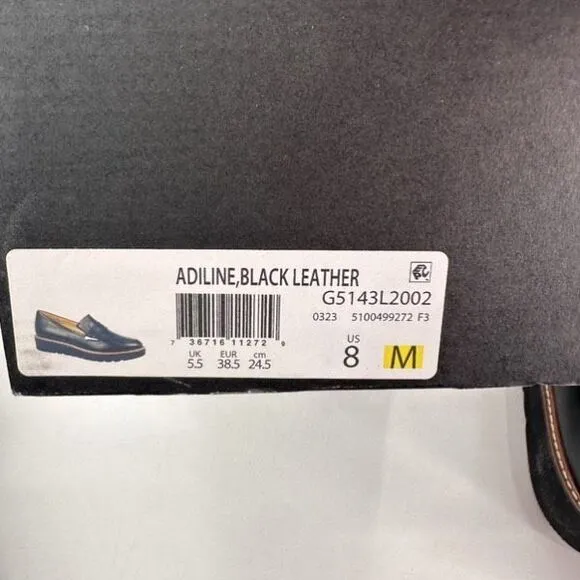 ADILINE,BLACK LEATHER
G5143L2002
0323 5100499272 F3
7 36716 11272 9
UK EUR cm US
5.5 38.5 24.5 8 M